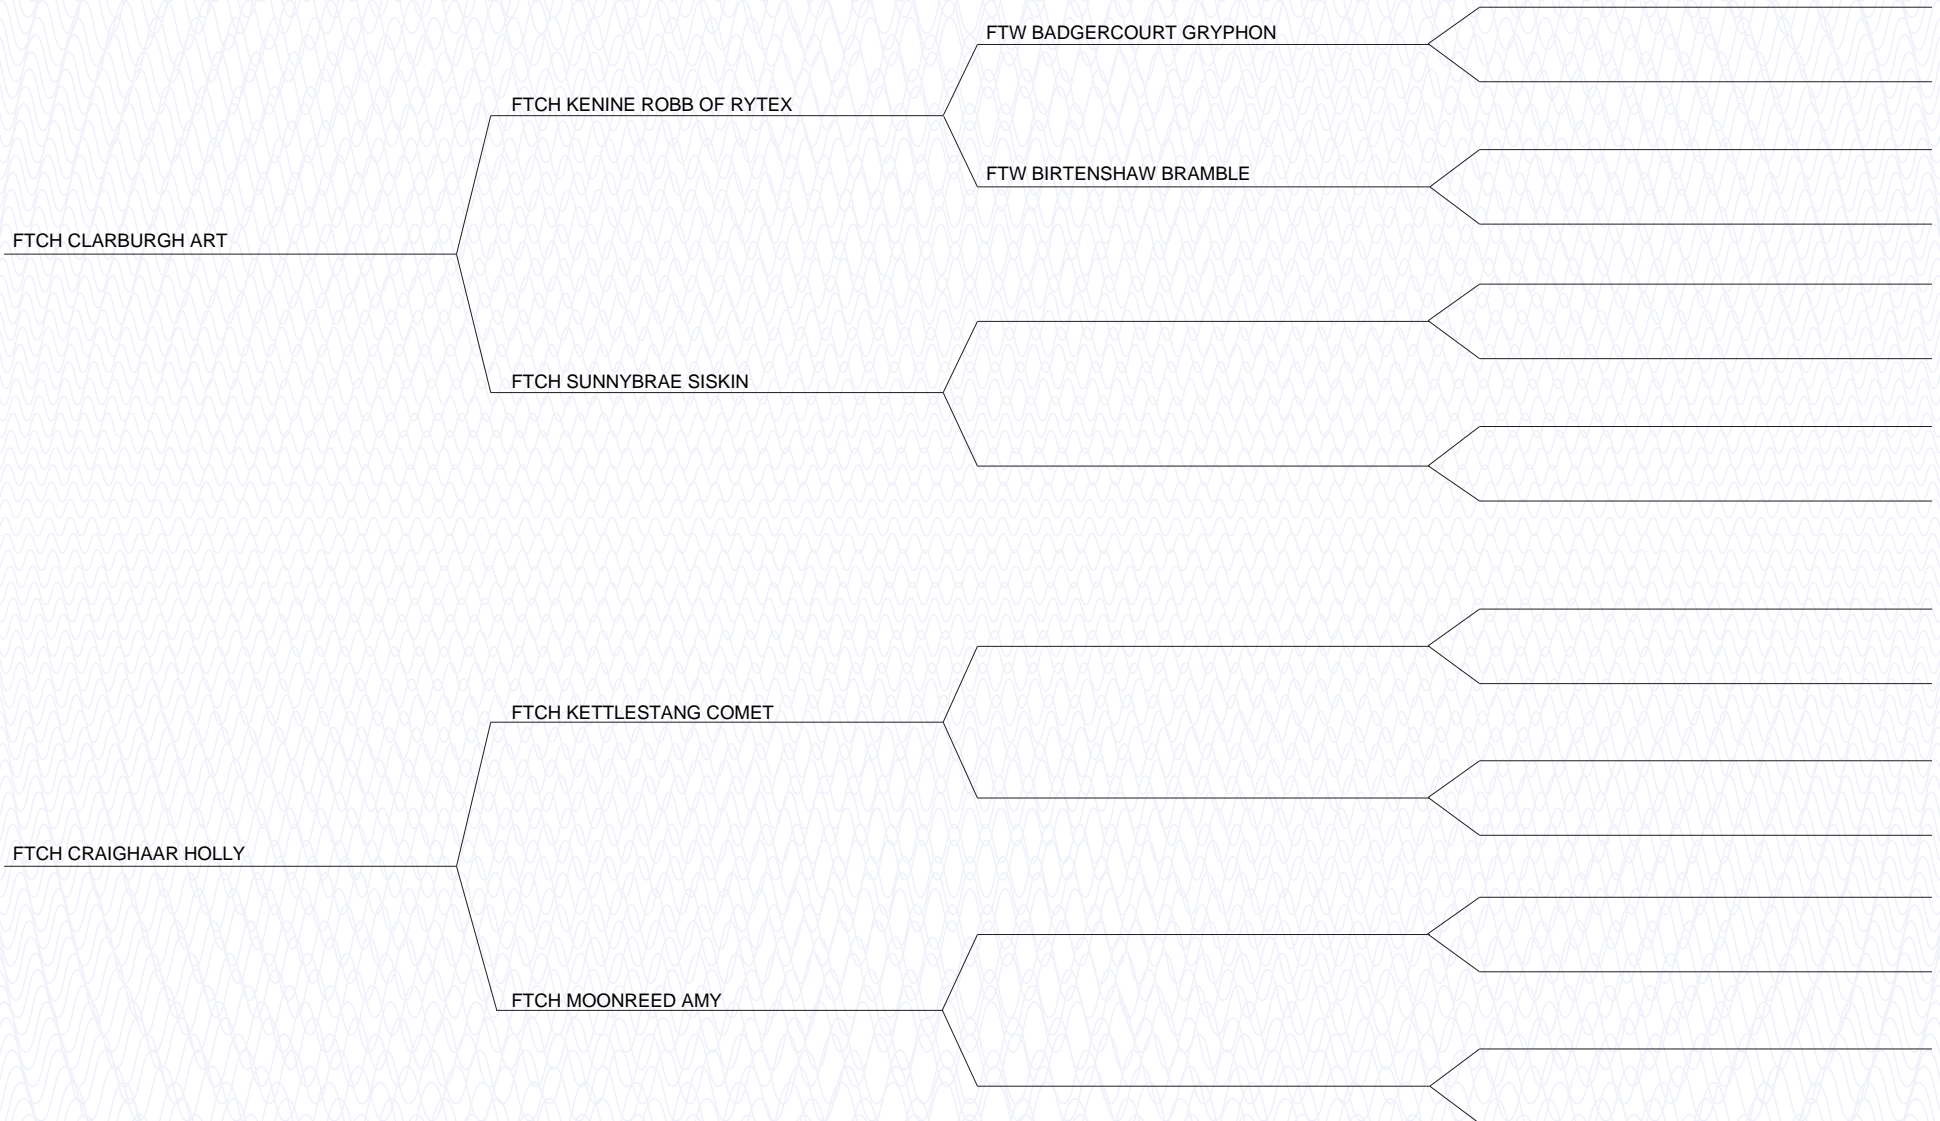 FTW BADGERCOURT GRYPHON
FTCH KENINE ROBB OF RYTEX
FTW BIRTENSHAW BRAMBLE
FTCH CLARBURGH ART
FTCH SUNNYBRAE SISKIN
FTCH KETTLESTANG COMET
FTCH CRAIGHAAR HOLLY
FTCH MOONREED AMY